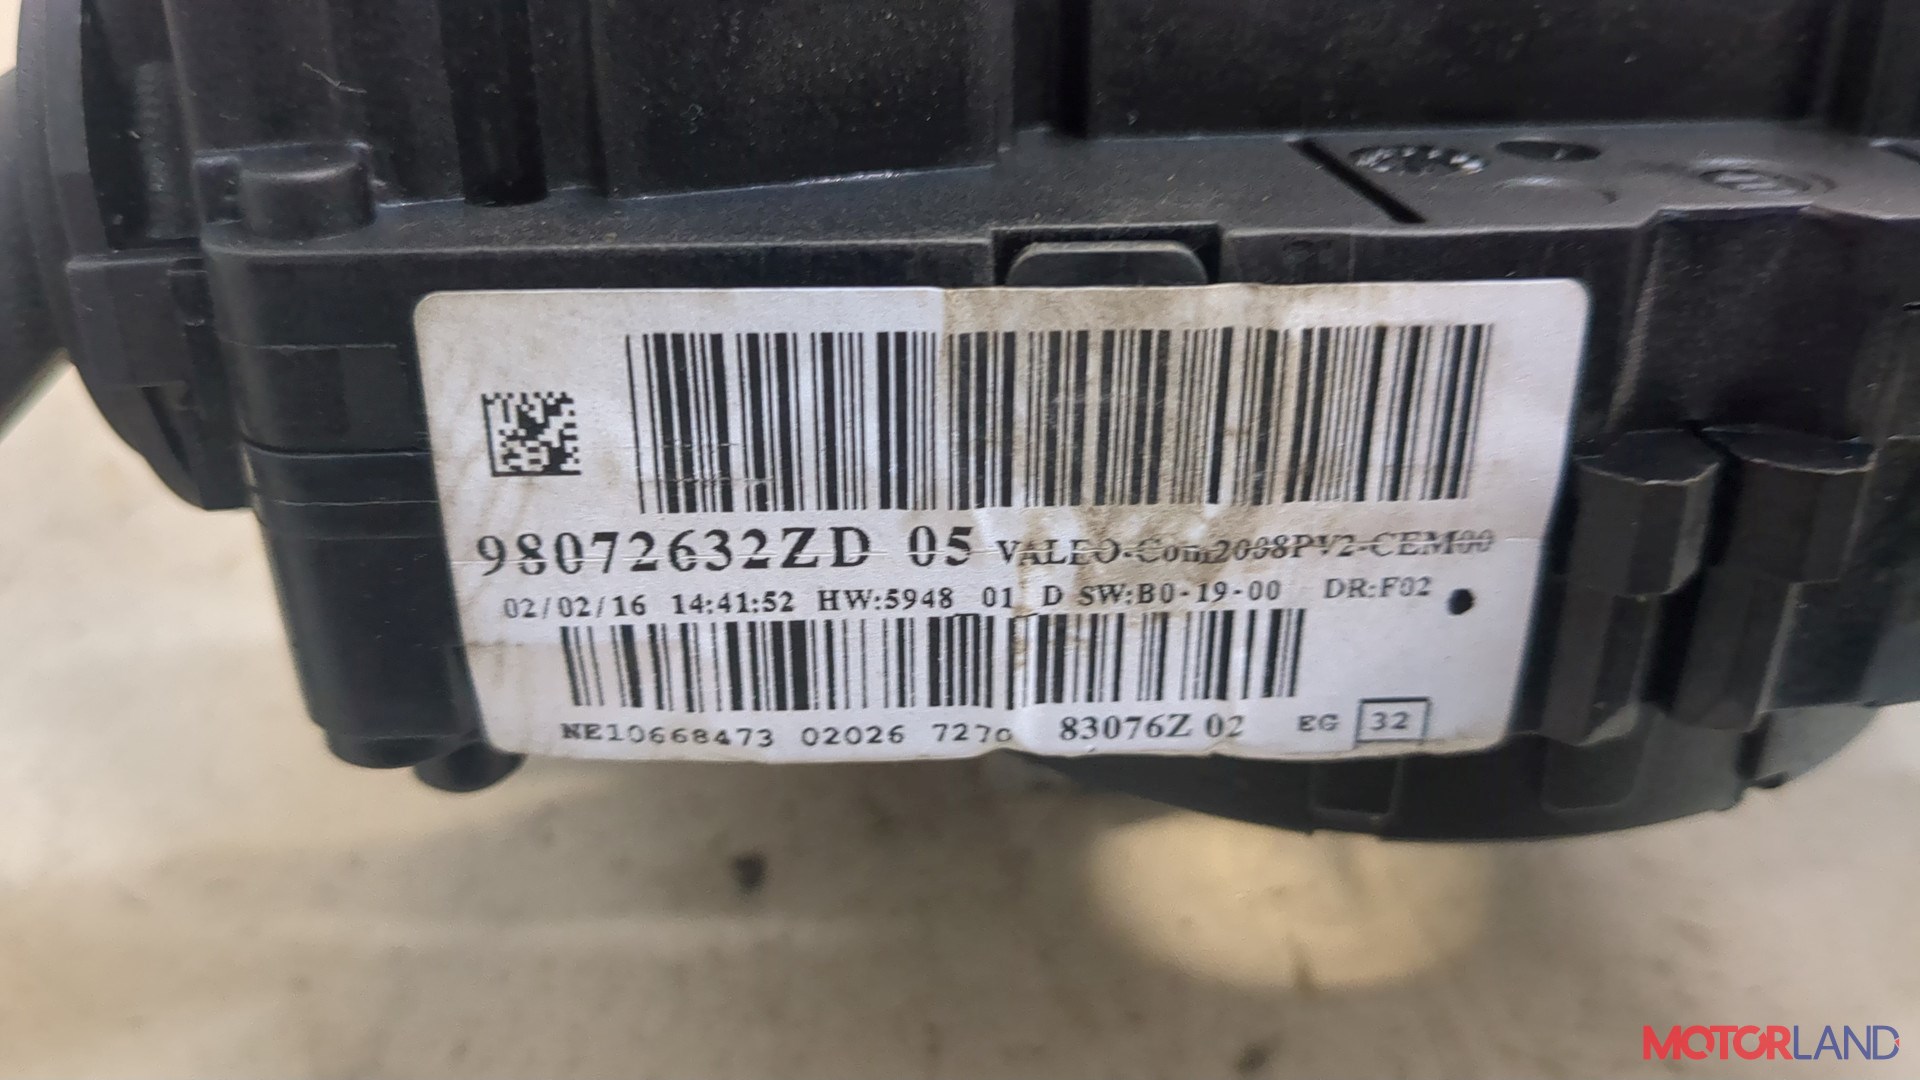 98072632ZD 05 VALEO-Com2008PV2-CEM00
02/02/16 14:41:52 HW:5948 01 D SW:B0-19-00 DR:F02
NE10668473 02026 7270 83076Z 02 EG 32
MOTORLAND